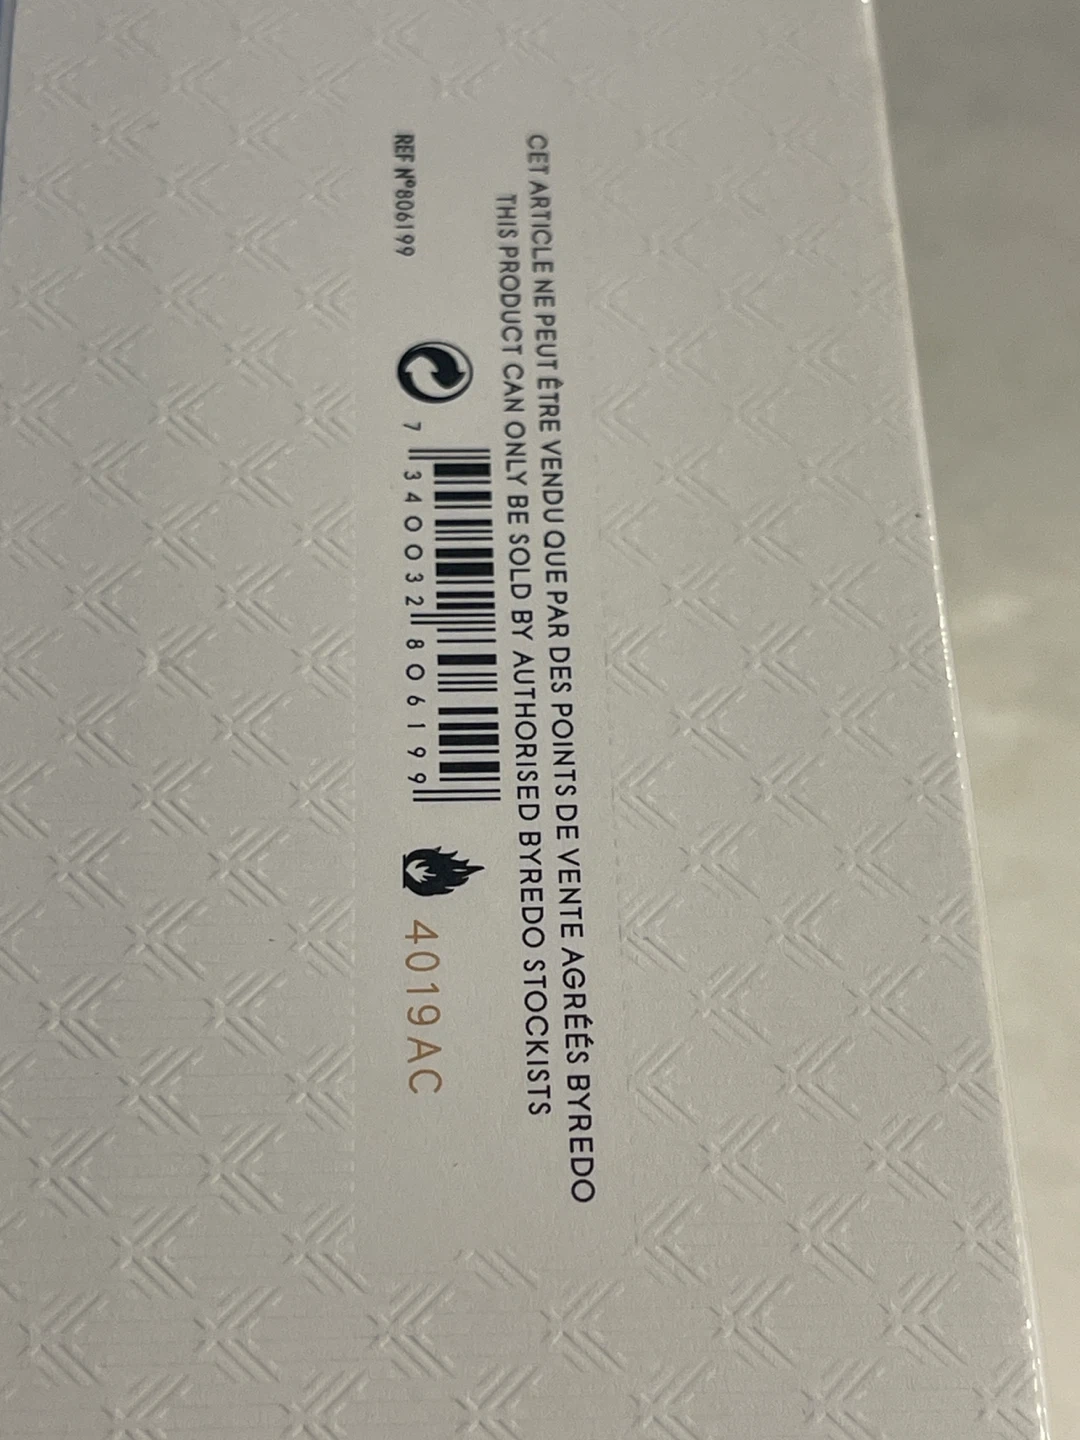 CET ARTICLE NE PEUT ÊTRE VENDU QUE PAR DES POINTS DE VENTE AGRÉÉS BYREDO
THIS PRODUCT CAN ONLY BE SOLD BY AUTHORISED BYREDO STOCKISTS
REF Nº806199
7 340032 806199
4019AC